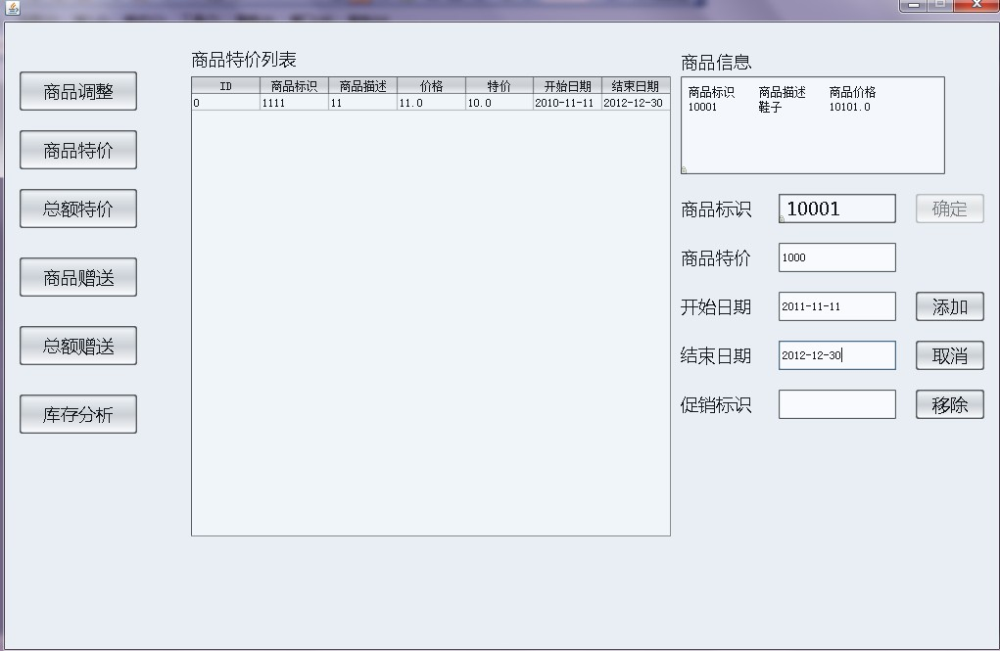 商品调整
商品特价
总额特价
商品赠送
总额赠送
库存分析
商品特价列表
ID 商品标识 商品描述 价格 特价 开始日期 结束日期
0 1111 11 11.0 10.0 2010-11-11 2012-12-30
商品信息
商品标识 商品描述 商品价格
10001 鞋子 10101.0
商品标识 10001 确定
商品特价 1000
开始日期 2011-11-11 添加
结束日期 2012-12-30 取消
促销标识 移除